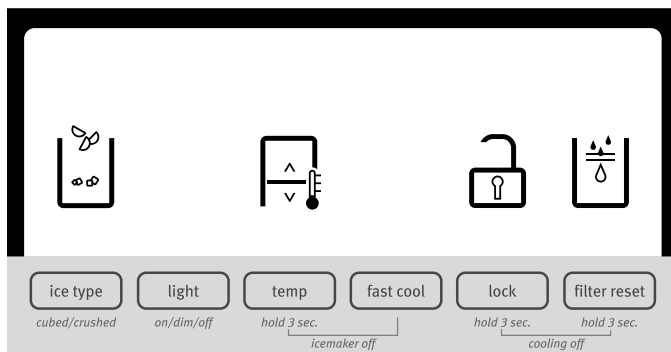 ice type light temp fast cool lock filter reset
cubed/crushed on/dim/off hold 3 sec. hold 3 sec. hold 3 sec.
icemaker off cooling off